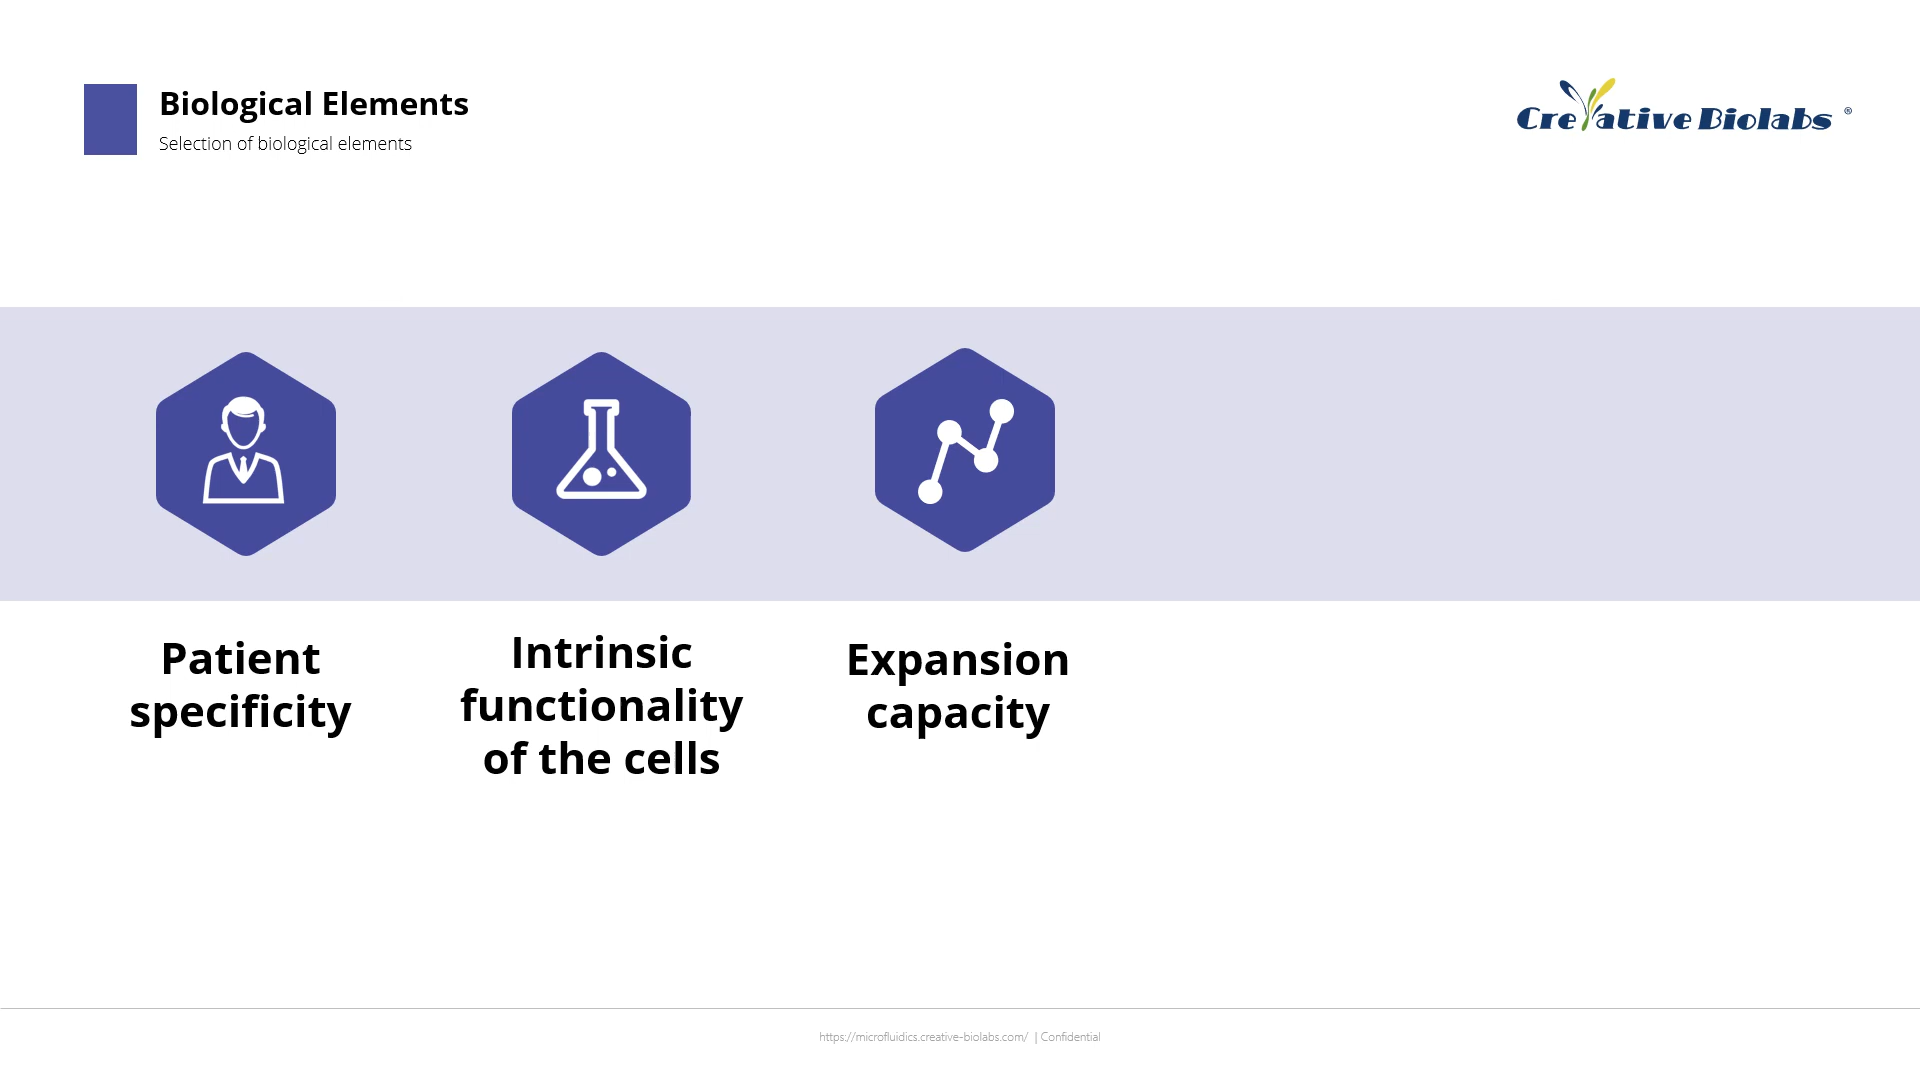 Biological Elements
Selection of biological elements
Creative Biolabs ®
Patient
specificity
Intrinsic
functionality
of the cells
Expansion
capacity
https://microfluidics.creative-biolabs.com/ | Confidential